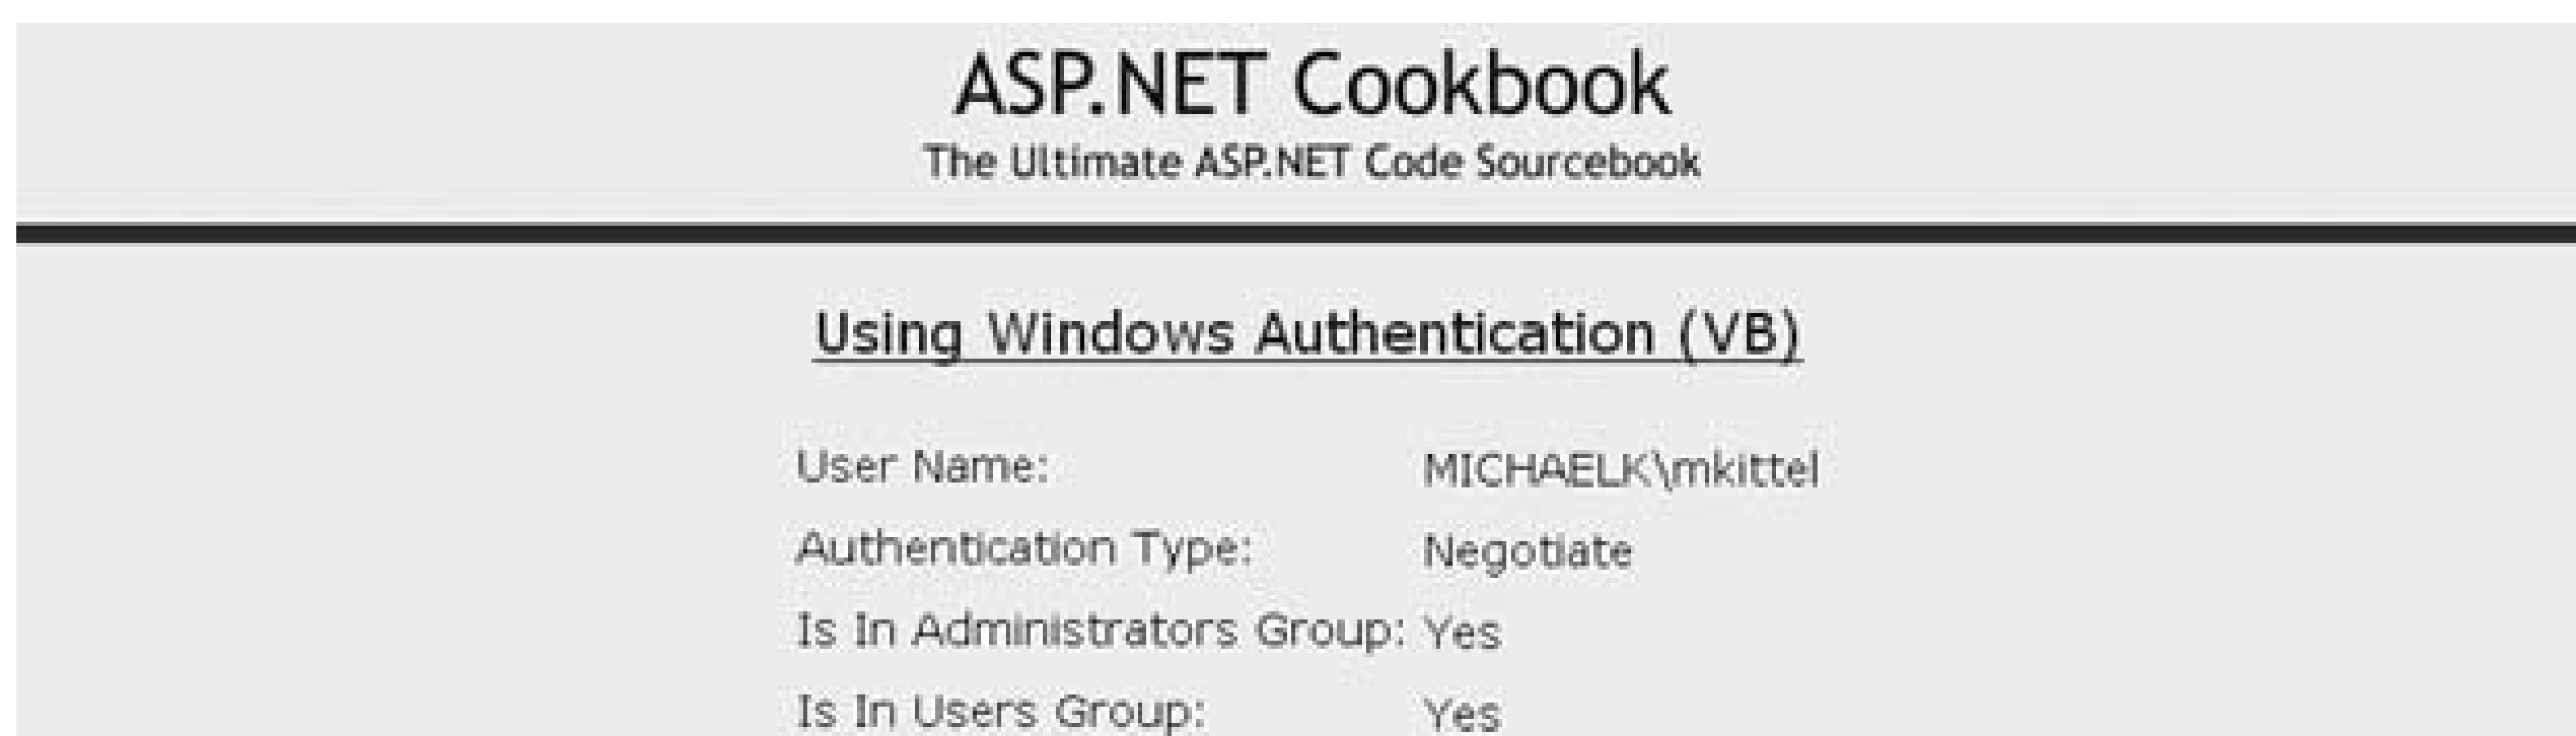 ASP.NET Cookbook
The Ultimate ASP.NET Code Sourcebook
Using Windows Authentication (VB)
User Name: MICHAELK\mkittel
Authentication Type: Negotiate
Is In Administrators Group: Yes
Is In Users Group: Yes